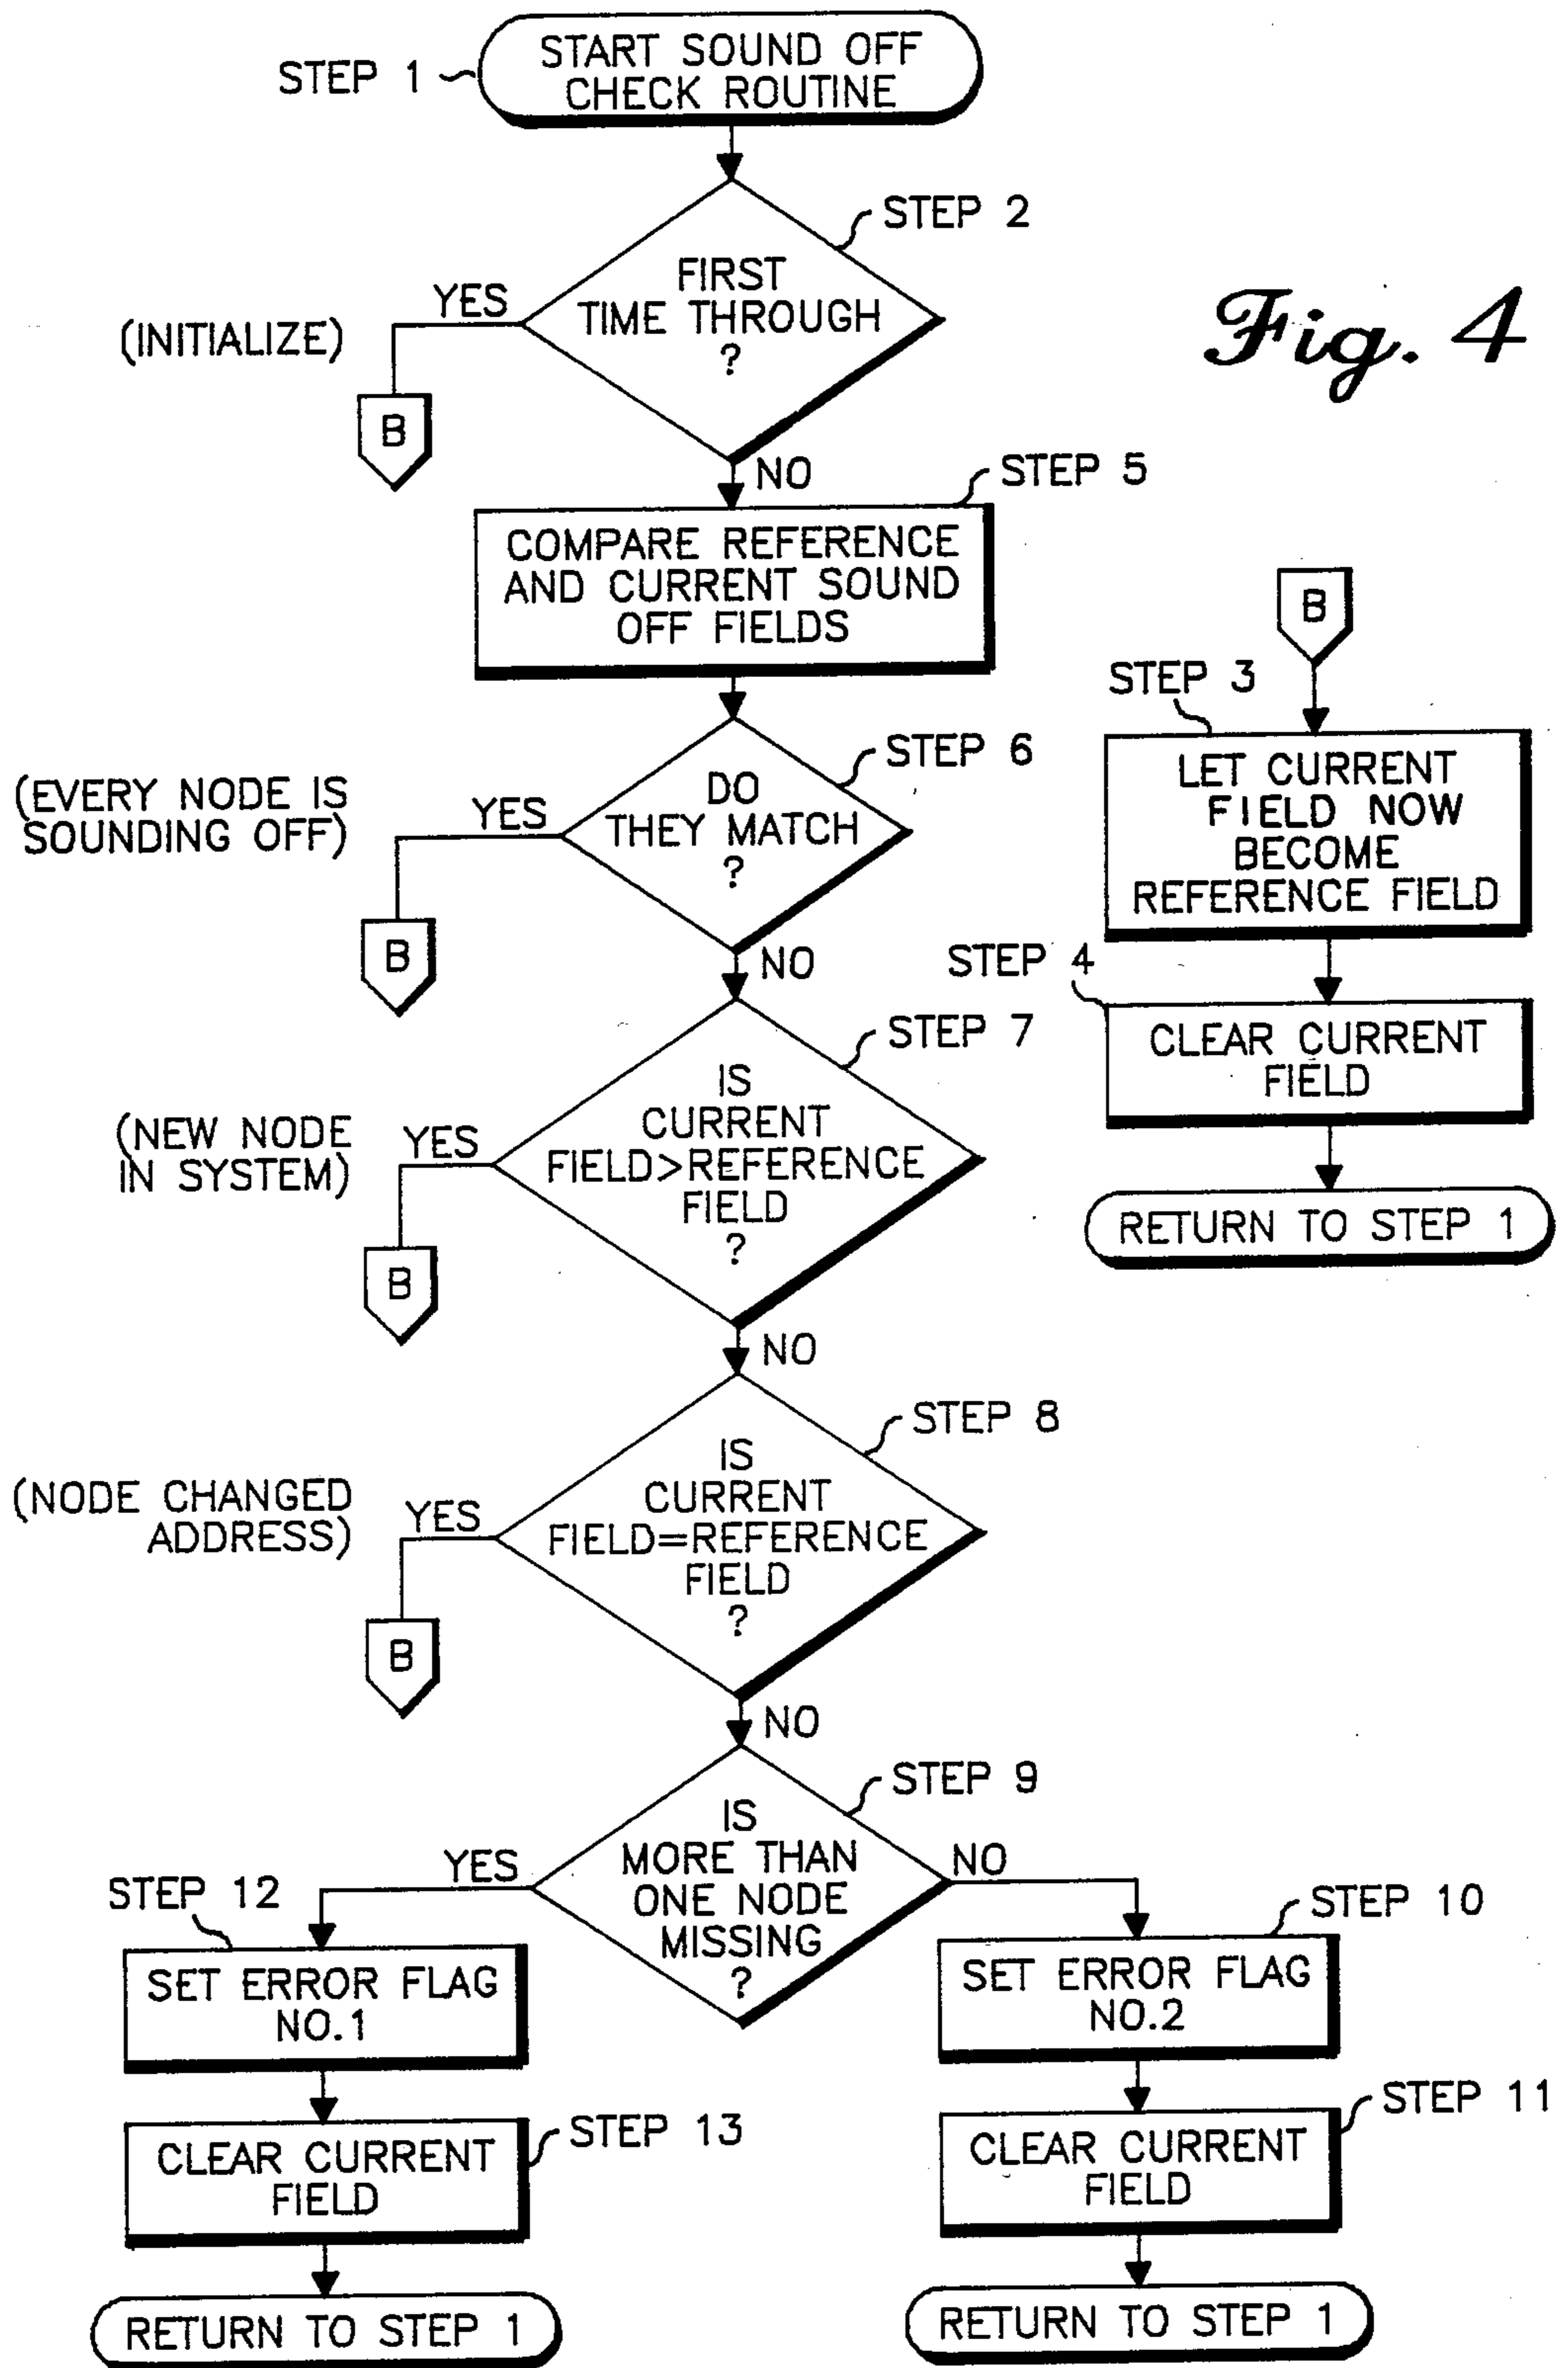 START SOUND OFF
CHECK ROUTINE
STEP 1
STEP 2
FIRST
TIME THROUGH
?
YES
(INITIALIZE)
B
Fig. 4
NO
STEP 5
COMPARE REFERENCE
AND CURRENT SOUND
OFF FIELDS
STEP 6
DO
THEY MATCH
?
YES
(EVERY NODE IS
SOUNDING OFF)
B
NO
STEP 7
IS
CURRENT
FIELD>REFERENCE
FIELD
?
YES
(NEW NODE
IN SYSTEM)
B
NO
STEP 8
IS
CURRENT
FIELD=REFERENCE
FIELD
?
YES
(NODE CHANGED
ADDRESS)
B
NO
STEP 9
IS
MORE THAN
ONE NODE
MISSING
?
YES
STEP 12
SET ERROR FLAG
NO.1
STEP 13
CLEAR CURRENT
FIELD
RETURN TO STEP 1
NO
STEP 10
SET ERROR FLAG
NO.2
STEP 11
CLEAR CURRENT
FIELD
RETURN TO STEP 1
B
STEP 3
LET CURRENT
FIELD NOW
BECOME
REFERENCE FIELD
STEP 4
CLEAR CURRENT
FIELD
RETURN TO STEP 1